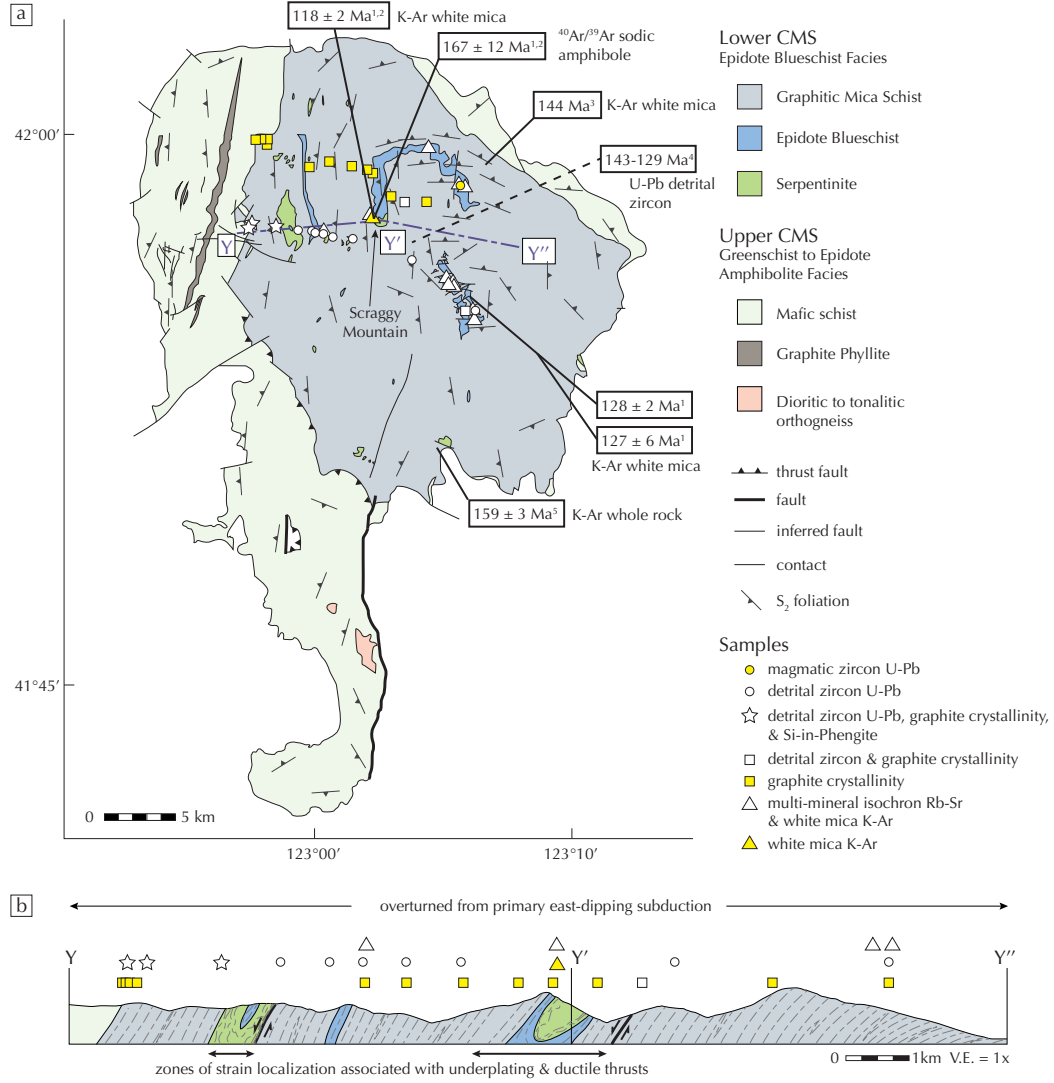 a
118 ± 2 Ma1,2 K-Ar white mica
167 ± 12 Ma1,2 40Ar/39Ar sodic
amphibole
144 Ma3 K-Ar white mica
143-129 Ma4
U-Pb detrital
zircon
42°00′
Y
Y′
Y′′
Scraggy
Mountain
128 ± 2 Ma1
127 ± 6 Ma1
K-Ar white mica
159 ± 3 Ma5 K-Ar whole rock
41°45′
0 5 km
123°00′ 123°10′
Lower CMS
Epidote Blueschist Facies
Graphitic Mica Schist
Epidote Blueschist
Serpentinite
Upper CMS
Greenschist to Epidote
Amphibolite Facies
Mafic schist
Graphite Phyllite
Dioritic to tonalitic
orthogneiss
thrust fault
fault
inferred fault
contact
S2 foliation
Samples
magmatic zircon U-Pb
detrital zircon U-Pb
detrital zircon U-Pb, graphite crystallinity,
& Si-in-Phengite
detrital zircon & graphite crystallinity
graphite crystallinity
multi-mineral isochron Rb-Sr
& white mica K-Ar
white mica K-Ar
b
overturned from primary east-dipping subduction
Y Y′ Y′′
0 1km V.E. = 1x
zones of strain localization associated with underplating & ductile thrusts